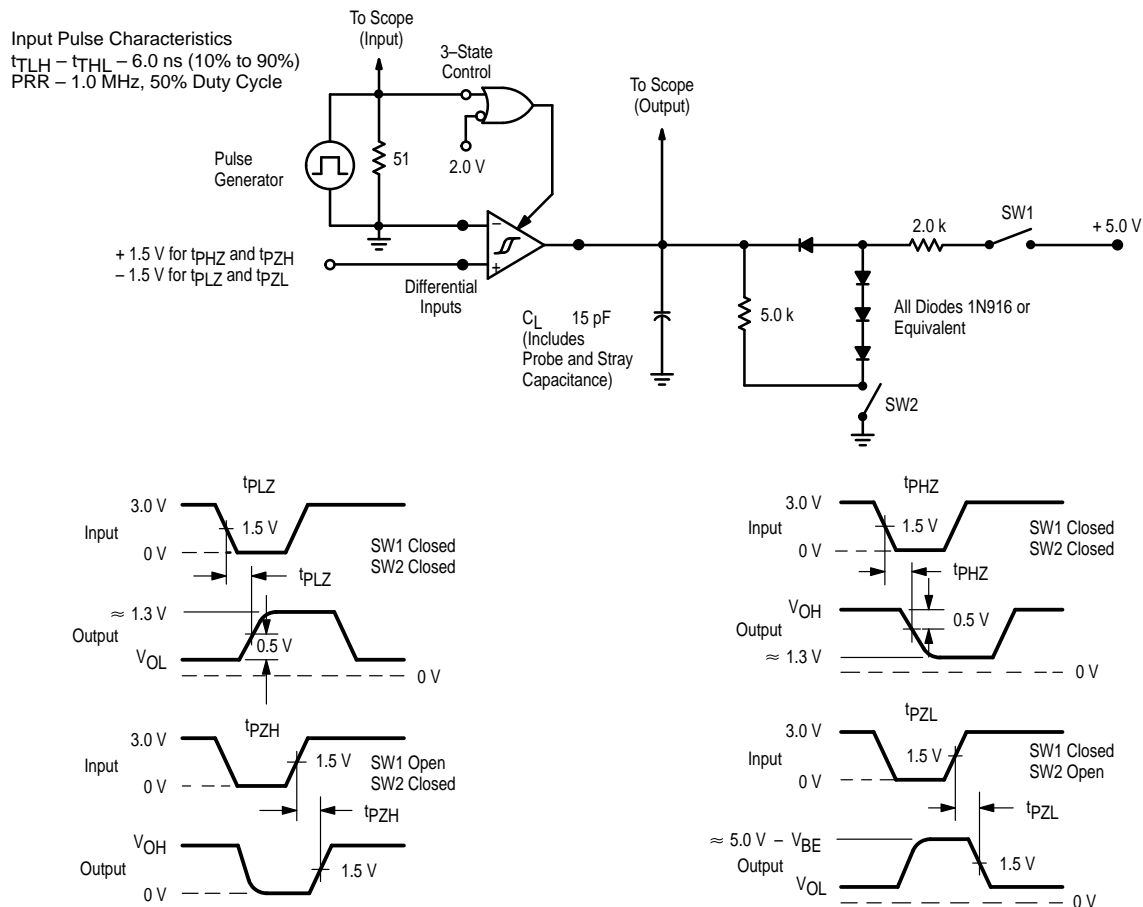 Input Pulse Characteristics
tTLH – tTHL – 6.0 ns (10% to 90%)
PRR – 1.0 MHz, 50% Duty Cycle
To Scope
(Input)
3–State
Control
To Scope
(Output)
Pulse
Generator
51
2.0 V
–
+
+ 1.5 V for tPHZ and tPZH
– 1.5 V for tPLZ and tPZL
Differential
Inputs
2.0 k
SW1
+ 5.0 V
CL 15 pF
(Includes
Probe and Stray
Capacitance)
5.0 k
All Diodes 1N916 or
Equivalent
SW2
tPLZ
3.0 V
Input
1.5 V
0 V
SW1 Closed
SW2 Closed
tPLZ
≈ 1.3 V
Output
0.5 V
VOL
0 V
tPHZ
3.0 V
Input
1.5 V
0 V
SW1 Closed
SW2 Closed
tPHZ
VOH
Output
0.5 V
≈ 1.3 V
0 V
tPZH
3.0 V
Input
1.5 V
0 V
SW1 Open
SW2 Closed
tPZH
VOH
Output
1.5 V
0 V
tPZL
3.0 V
Input
1.5 V
0 V
SW1 Closed
SW2 Open
tPZL
≈ 5.0 V – VBE
Output
1.5 V
VOL
0 V